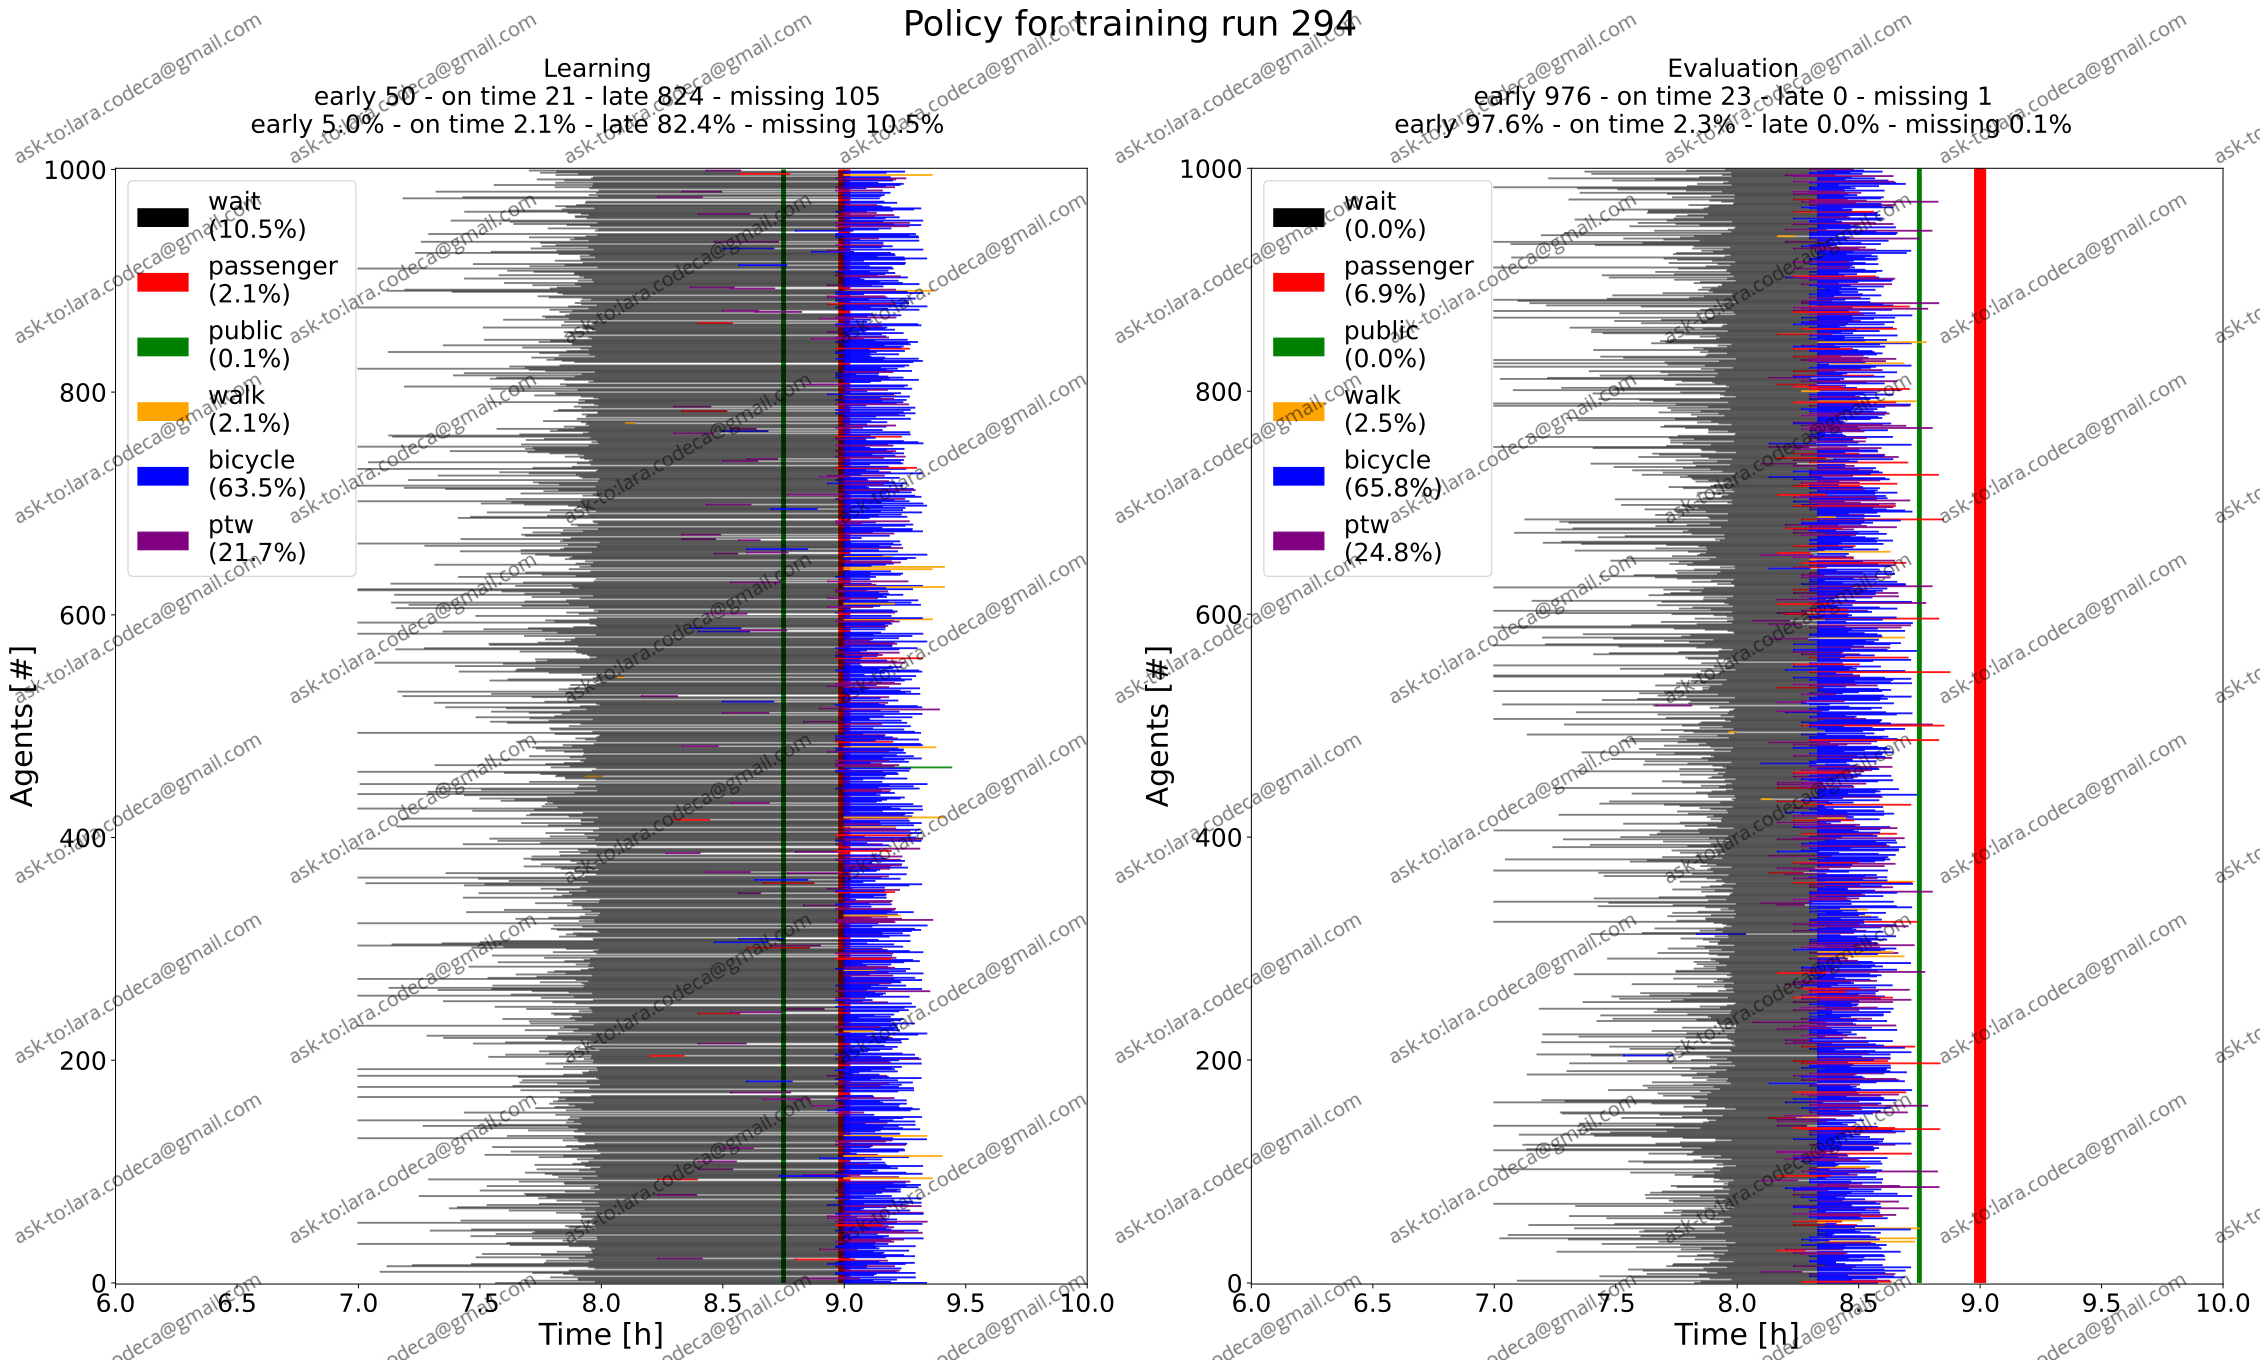 Policy for training run 294
Learning
early 50 - on time 21 - late 824 - missing 105
early 5.0% - on time 2.1% - late 82.4% - missing 10.5%
1000
800
600
400
200
0
Agents [#]
wait
(10.5%)
passenger
(2.1%)
public
(0.1%)
walk
(2.1%)
bicycle
(63.5%)
ptw
(21.7%)
6.0 6.5 7.0 7.5 8.0 8.5 9.0 9.5 10.0
Time [h]
Evaluation
early 976 - on time 23 - late 0 - missing 1
early 97.6% - on time 2.3% - late 0.0% - missing 0.1%
1000
800
600
400
200
0
Agents [#]
wait
(0.0%)
passenger
(6.9%)
public
(0.0%)
walk
(2.5%)
bicycle
(65.8%)
ptw
(24.8%)
6.0 6.5 7.0 7.5 8.0 8.5 9.0 9.5 10.0
Time [h]
ask-to:lara.codeca@gmail.com